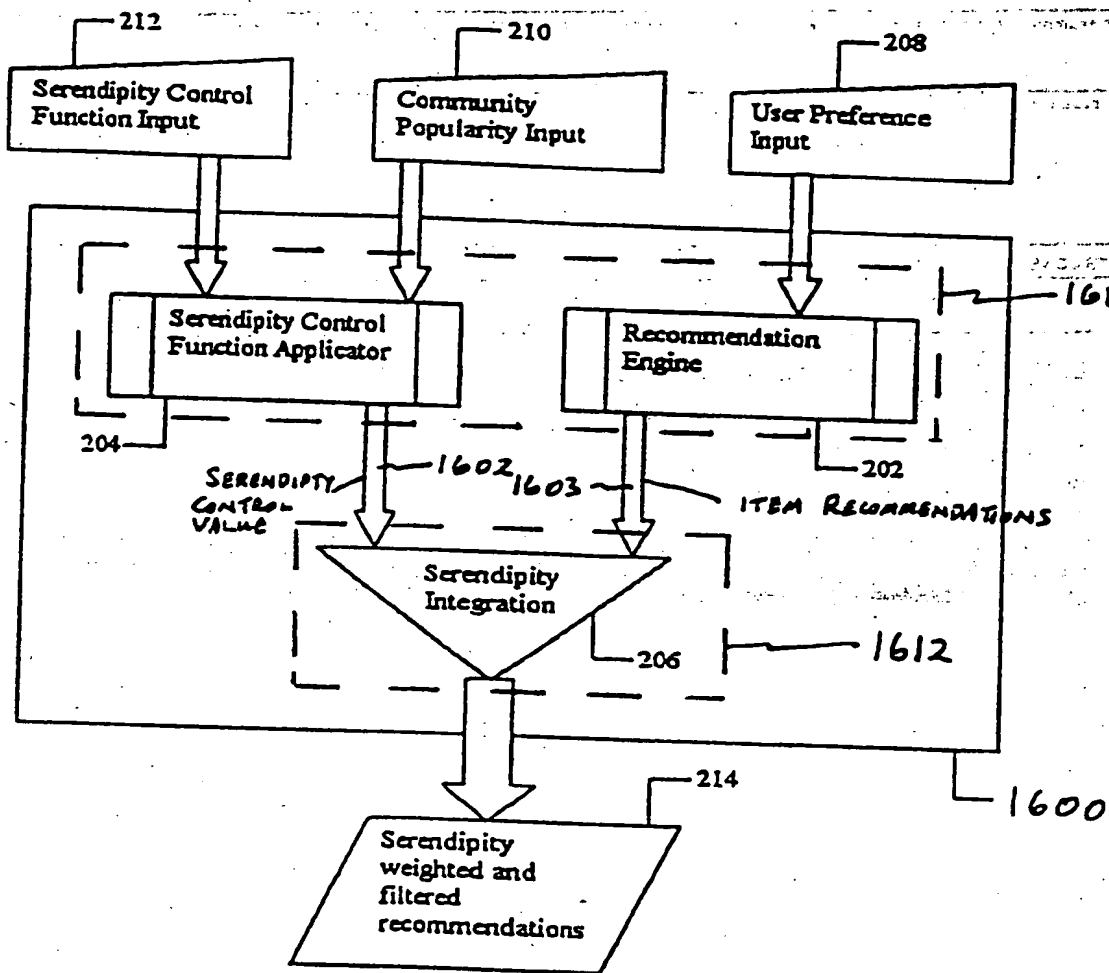 212
210
208
Serendipity Control
Function Input
Community
Popularity Input
User Preference
Input
Serendipity Control
Function Applicator
Recommendation
Engine
161
204
202
1602
1603
SERENDIPTY
CONTROL
VALUE
ITEM RECOMMENDATIONS
Serendipity
Integration
206
1612
214
1600
Serendipity
weighted and
filtered
recommendations